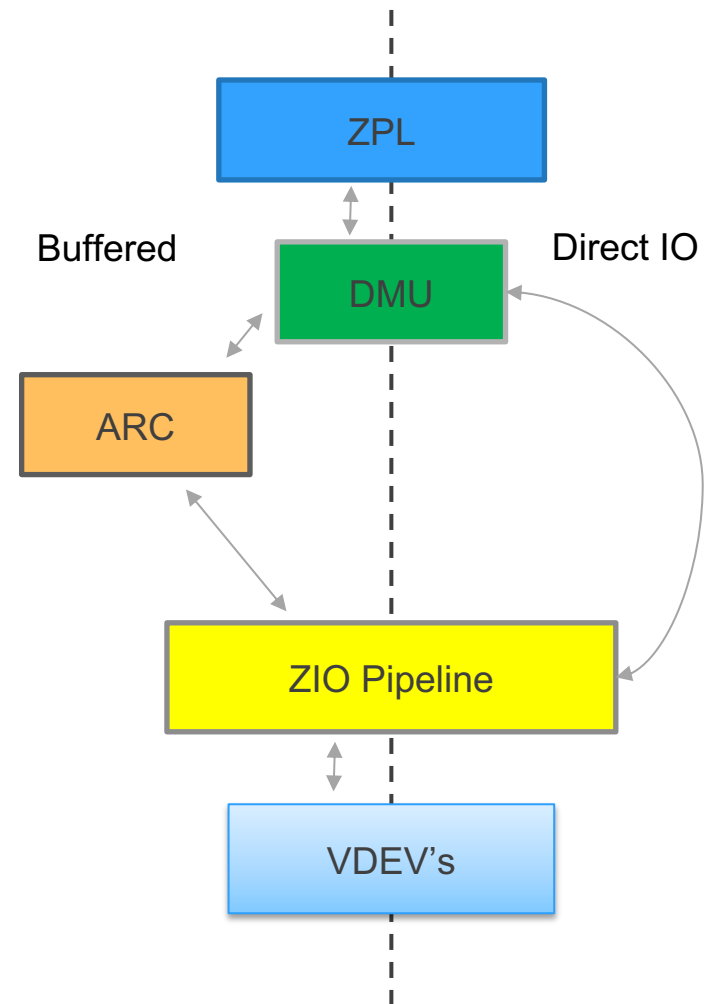 ZPL
Buffered
Direct IO
DMU
ARC
ZIO Pipeline
VDEV’s